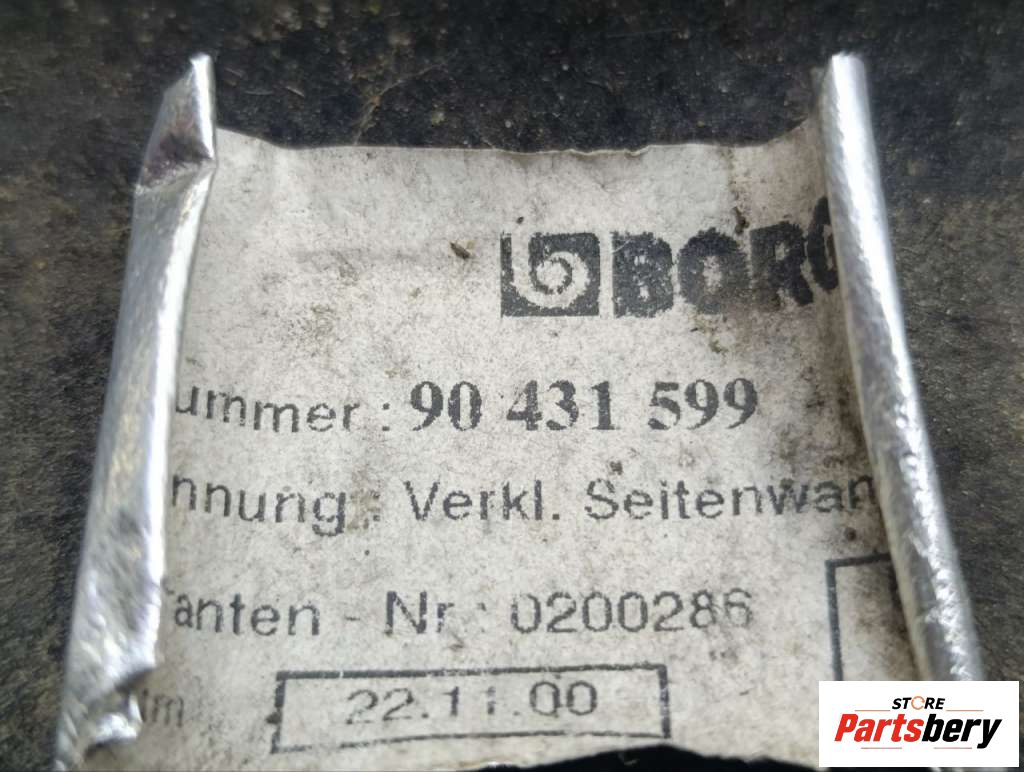 BORG
ummer : 90 431 599
nnung : Verkl. Seitenwan
anten - Nr : 0200286
22.11.00
STORE
Partsbery